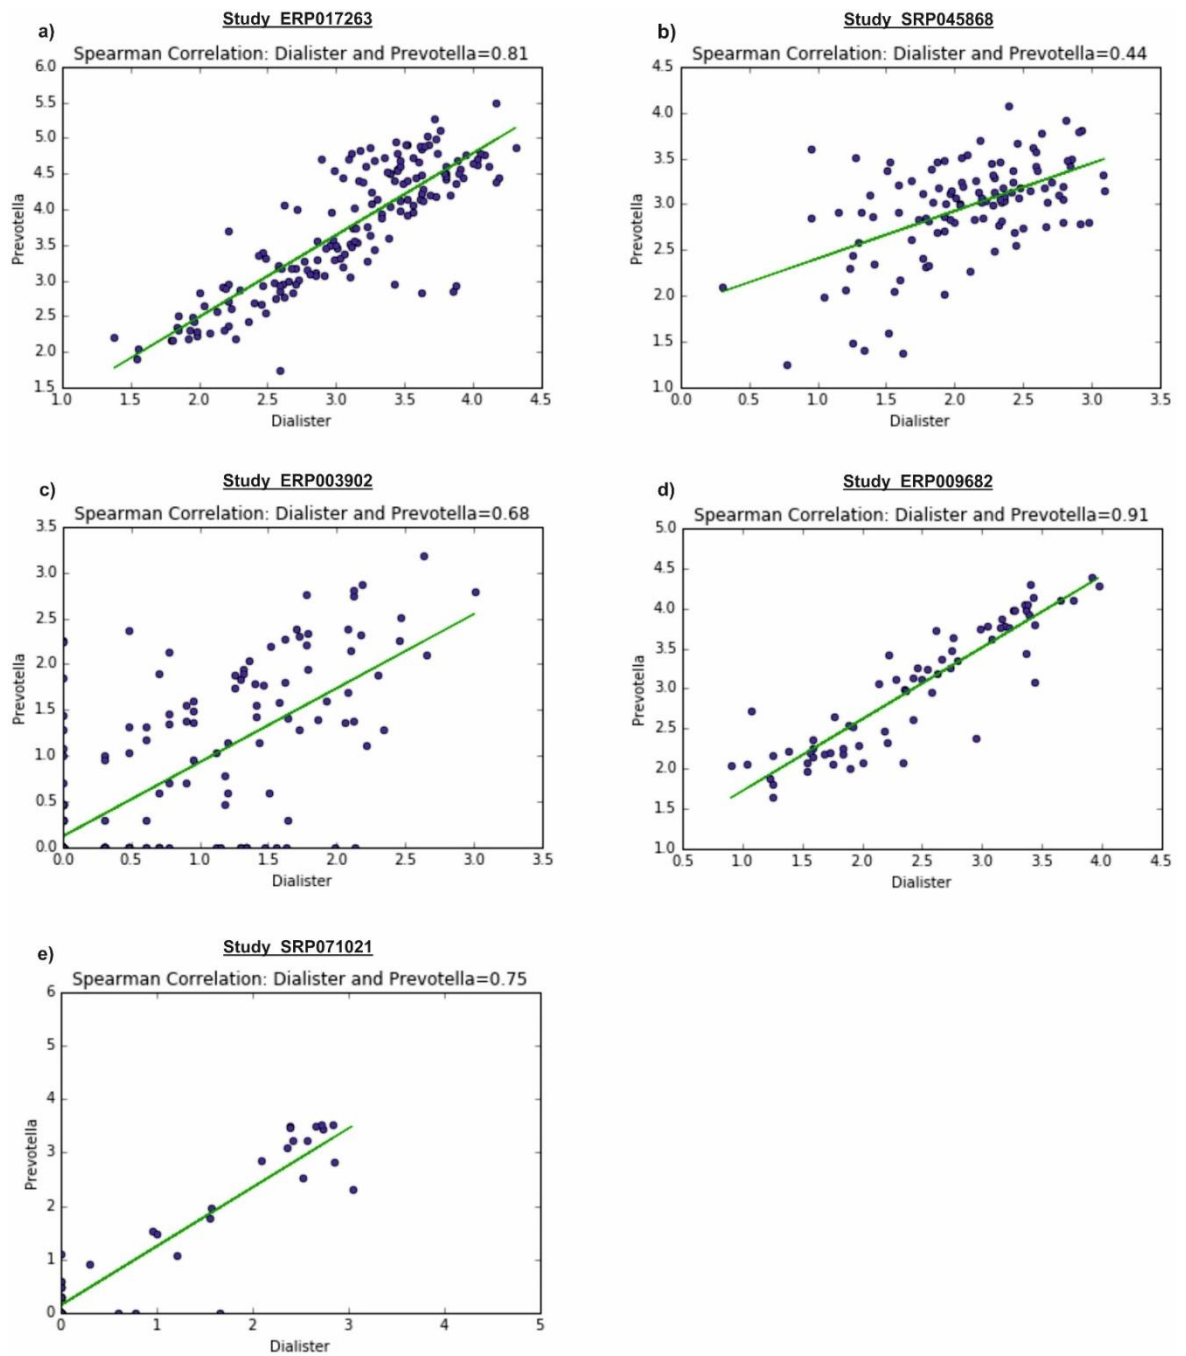 Study ERP017263
a)
Spearman Correlation: Dialister and Prevotella=0.81
6.0
5.5
5.0
4.5
4.0
3.5
3.0
2.5
2.0
1.5
Prevotella
1.0 1.5 2.0 2.5 3.0 3.5 4.0 4.5
Dialister
Study SRP045868
b)
Spearman Correlation: Dialister and Prevotella=0.44
4.5
4.0
3.5
3.0
2.5
2.0
1.5
1.0
Prevotella
0.0 0.5 1.0 1.5 2.0 2.5 3.0 3.5
Dialister
Study ERP003902
c)
Spearman Correlation: Dialister and Prevotella=0.68
3.5
3.0
2.5
2.0
1.5
1.0
0.5
0.0
Prevotella
0.0 0.5 1.0 1.5 2.0 2.5 3.0 3.5
Dialister
Study ERP009682
d)
Spearman Correlation: Dialister and Prevotella=0.91
5.0
4.5
4.0
3.5
3.0
2.5
2.0
1.5
1.0
Prevotella
0.5 1.0 1.5 2.0 2.5 3.0 3.5 4.0 4.5
Dialister
Study SRP071021
e)
Spearman Correlation: Dialister and Prevotella=0.75
6
5
4
3
2
1
0
Prevotella
0 1 2 3 4 5
Dialister